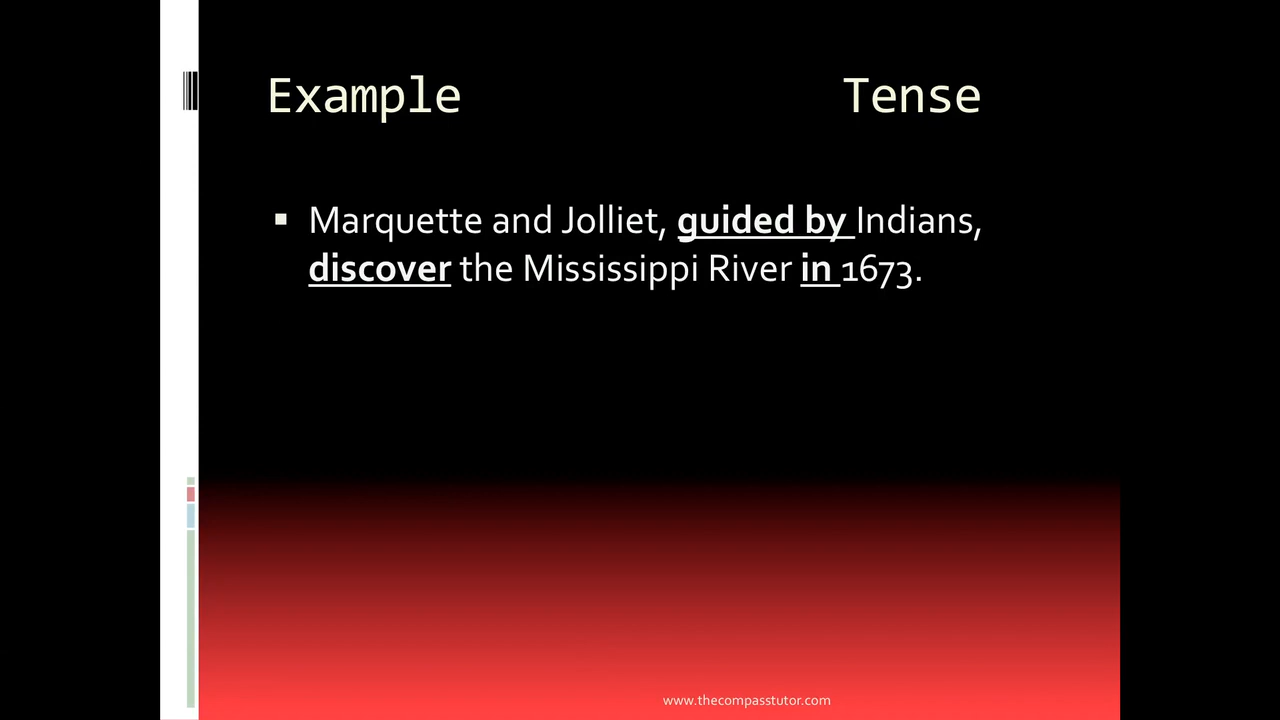 Example Tense
▪ Marquette and Jolliet, guided by Indians,
discover the Mississippi River in 1673.
www.thecompasstutor.com